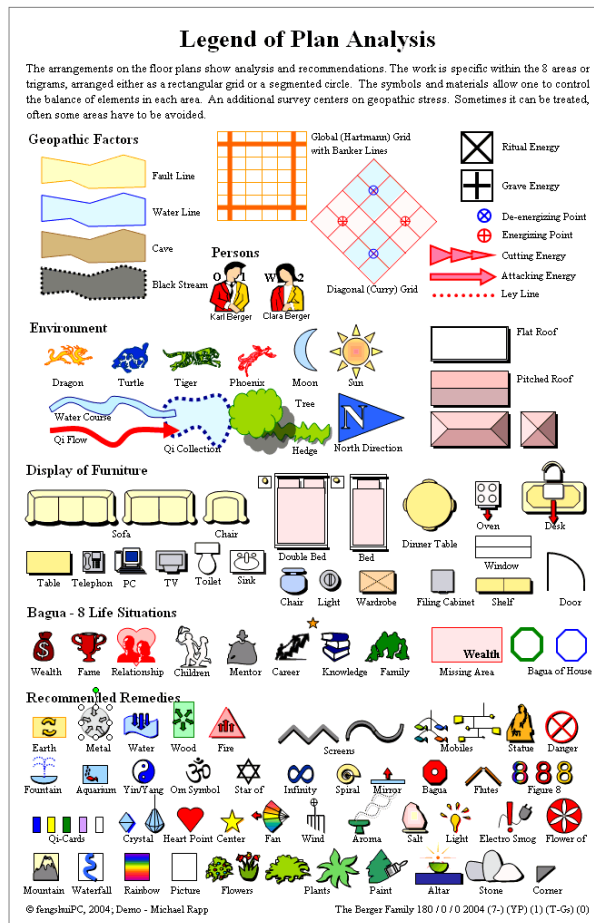 Legend of Plan Analysis
The arrangements on the floor plans show analysis and recommendations. The work is specific within the 8 areas or
trigrams, arranged either as a rectangular grid or a segmented circle. The symbols and materials allow one to control
the balance of elements in each area. An additional survey centers on geopathic stress. Sometimes it can be treated,
often some areas have to be avoided.
Geopathic Factors
Fault Line
Water Line
Cave
Black Stream
Global (Hartmann) Grid
with Banker Lines
Diagonal (Curry) Grid
Persons
O 1 W 2
Karl Berger Clara Berger
Ritual Energy
Grave Energy
De-energizing Point
Energizing Point
Cutting Energy
Attacking Energy
Ley Line
Environment
Dragon Turtle Tiger Phoenix Moon Sun
Water Course
Qi Flow
Qi Collection
Tree
Hedge
N
North Direction
Flat Roof
Pitched Roof
Display of Furniture
Sofa Chair Double Bed Bed Dinner Table Oven Desk
Window
Table Telephon PC TV Toilet Sink
Chair Light Wardrobe Filing Cabinet Shelf Door
Bagua - 8 Life Situations
$
Wealth Fame Relationship Children Mentor Career Knowledge Family
Wealth
Missing Area Bagua of House
Recommended Remedies
Earth Metal Water Wood Fire Screens Mobiles Statue Danger
888
Fountain Aquarium Yin/Yang Om Symbol Star of Infinity Spiral Mirror Bagua Flutes Figure 8
Qi-Cards Crystal Heart Point Center Fan Wind Aroma Salt Light Electro Smog Flower of
Mountain Waterfall Rainbow Picture Flowers Plants Paint Altar Stone Corner
© fengshuiPC, 2004; Demo - Michael Rapp
The Berger Family 180 / 0 / 0 2004 (7-) (YP) (1) (T-Gs) (0)